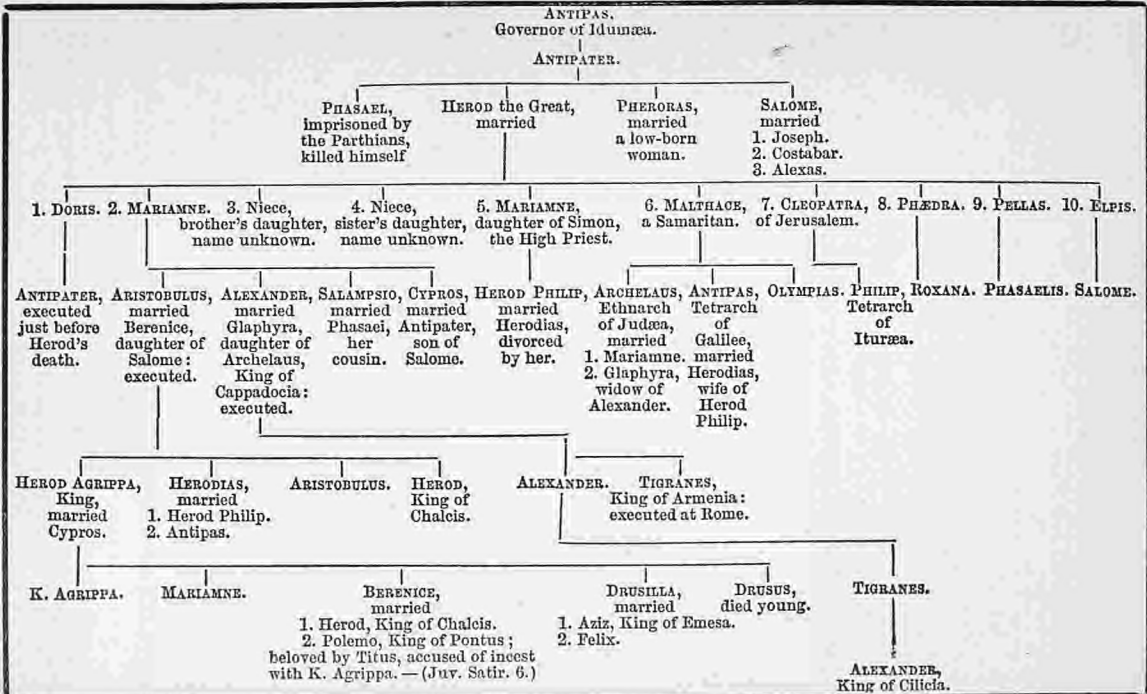 ANTIPAS,
Governor of Idumæa.
ANTIPATER.
PHASAEL,
imprisoned by
the Parthians,
killed himself
HEROD the Great,
married
PHERORAS,
married
a low-born
woman.
SALOME,
married
1. Joseph.
2. Costabar.
3. Alexas.
1. DORIS.
2. MARIAMNE.
3. Niece,
brother's daughter,
name unknown.
4. Niece,
sister's daughter,
name unknown.
5. MARIAMNE,
daughter of Simon,
the High Priest.
6. MALTHACE,
a Samaritan.
7. CLEOPATRA,
of Jerusalem.
8. PHÆDRA.
9. PELLAS.
10. ELPIS.
ANTIPATER,
executed
just before
Herod's
death.
ARISTOBULUS,
married
Berenice,
daughter of
Salome:
executed.
ALEXANDER,
married
Glaphyra,
daughter of
Archelaus,
King of
Cappadocia:
executed.
SALAMPSIO,
married
Phasael,
her
cousin.
CYPROS,
married
Antipater,
son of
Salome.
HEROD PHILIP,
married
Herodias,
divorced
by her.
ARCHELAUS,
Ethnarch
of Judæa,
married
1. Mariamne.
2. Glaphyra,
widow of
Alexander.
ANTIPAS,
Tetrarch
of
Galilee,
married
Herodias,
wife of
Herod
Philip.
OLYMPIAS.
PHILIP,
Tetrarch
of
Ituræa.
ROXANA.
PHASAELIS.
SALOME.
HEROD AGRIPPA,
King,
married
Cypros.
HERODIAS,
married
1. Herod Philip.
2. Antipas.
ARISTOBULUS.
HEROD,
King of
Chalcis.
ALEXANDER.
TIGRANES,
King of Armenia:
executed at Rome.
K. AGRIPPA.
MARIAMNE.
BERENICE,
married
1. Herod, King of Chalcis.
2. Polemo, King of Pontus;
beloved by Titus, accused of incest
with K. Agrippa.—(Juv. Satir. 6.)
DRUSILLA,
married
1. Aziz, King of Emesa.
2. Felix.
DRUSUS,
died young.
TIGRANES.
ALEXANDER,
King of Cilicia.